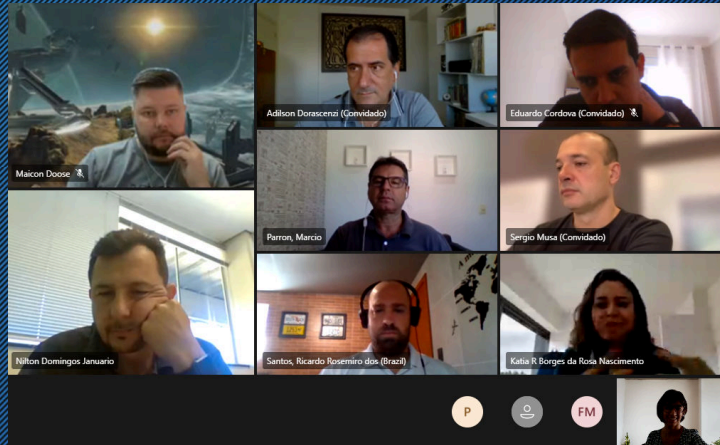 Maicon Doose
Adilson Dorascenzi (Convidado)
Eduardo Cordova (Convidado)
Parron, Marcio
Sergio Musa (Convidado)
Nilton Domingos Januario
Santos, Ricardo Rosemiro dos (Brazil)
Katia R Borges da Rosa Nascimento
P
FM